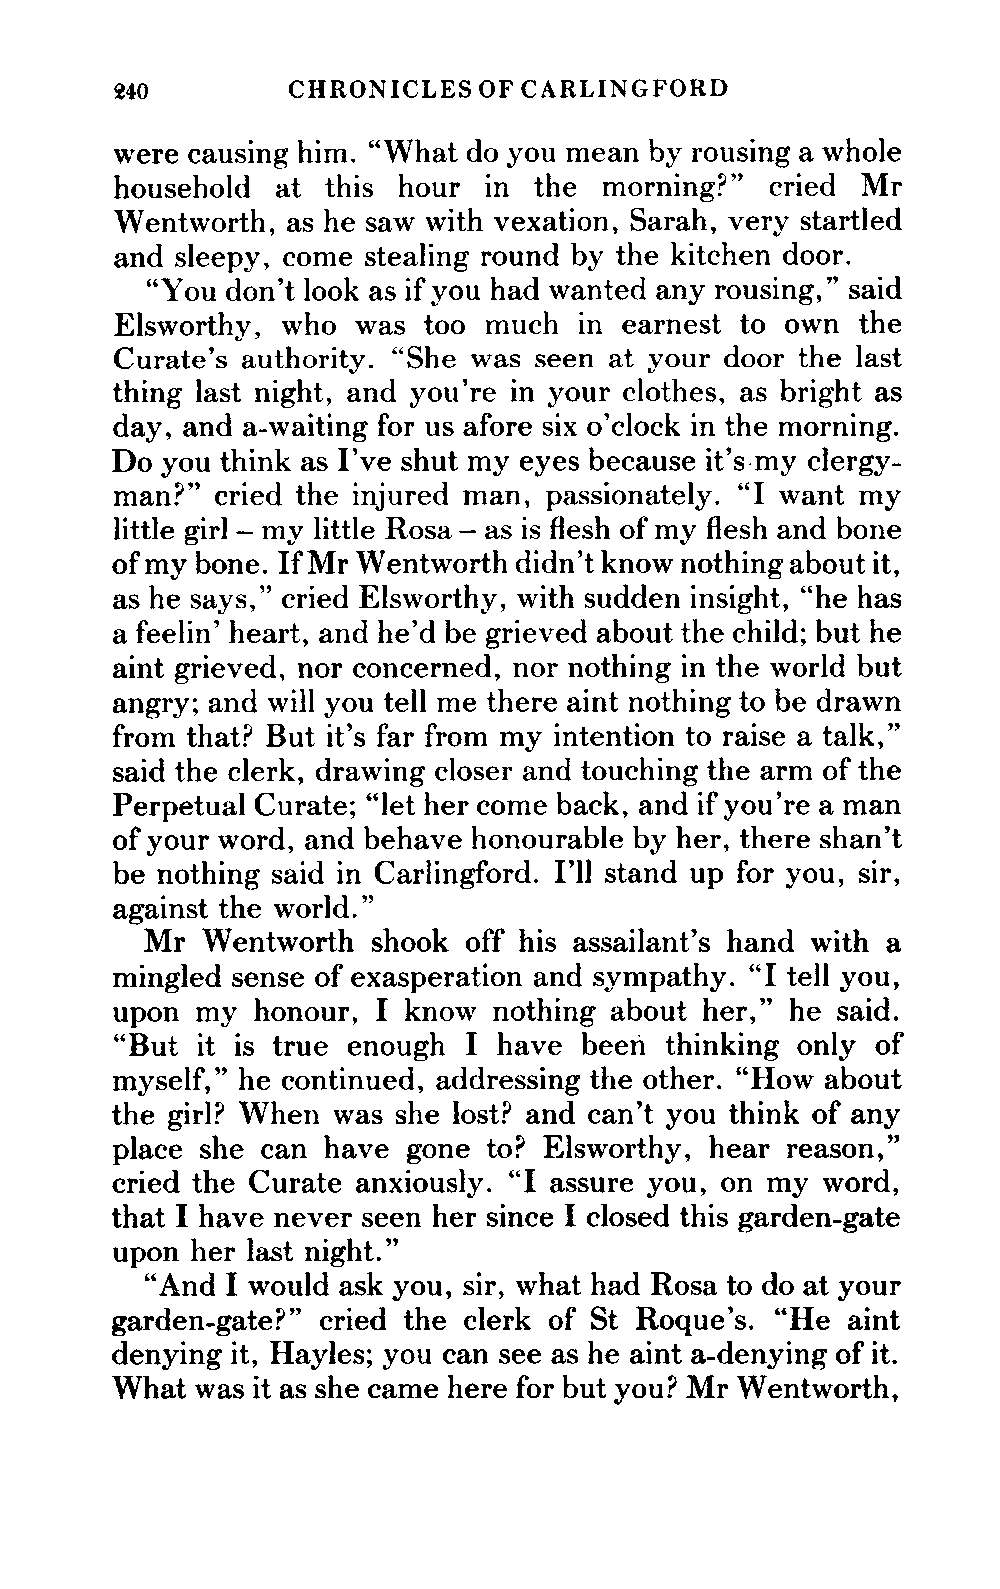 240 CHRONICLES OF CARLINGFORD
were causing him. “What do you mean by rousing a whole
household at this hour in the morning?” cried Mr
Wentworth, as he saw with vexation, Sarah, very startled
and sleepy, come stealing round by the kitchen door.
“You don’t look as if you had wanted any rousing,” said
Elsworthy, who was too much in earnest to own the
Curate’s authority. “She was seen at your door the last
thing last night, and you’re in your clothes, as bright as
day, and a-waiting for us afore six o’clock in the morning.
Do you think as I’ve shut my eyes because it’s my clergy-
man?” cried the injured man, passionately. “I want my
little girl – my little Rosa – as is flesh of my flesh and bone
of my bone. If Mr Wentworth didn’t know nothing about it,
as he says,” cried Elsworthy, with sudden insight, “he has
a feelin’ heart, and he’d be grieved about the child; but he
aint grieved, nor concerned, nor nothing in the world but
angry; and will you tell me there aint nothing to be drawn
from that? But it’s far from my intention to raise a talk,”
said the clerk, drawing closer and touching the arm of the
Perpetual Curate; “let her come back, and if you’re a man
of your word, and behave honourable by her, there shan’t
be nothing said in Carlingford. I’ll stand up for you, sir,
against the world.”
Mr Wentworth shook off his assailant’s hand with a
mingled sense of exasperation and sympathy. “I tell you,
upon my honour, I know nothing about her,” he said.
“But it is true enough I have been thinking only of
myself,” he continued, addressing the other. “How about
the girl? When was she lost? and can’t you think of any
place she can have gone to? Elsworthy, hear reason,”
cried the Curate anxiously. “I assure you, on my word,
that I have never seen her since I closed this garden-gate
upon her last night.”
“And I would ask you, sir, what had Rosa to do at your
garden-gate?” cried the clerk of St Roque’s. “He aint
denying it, Hayles; you can see as he aint a-denying of it.
What was it as she came here for but you? Mr Wentworth,